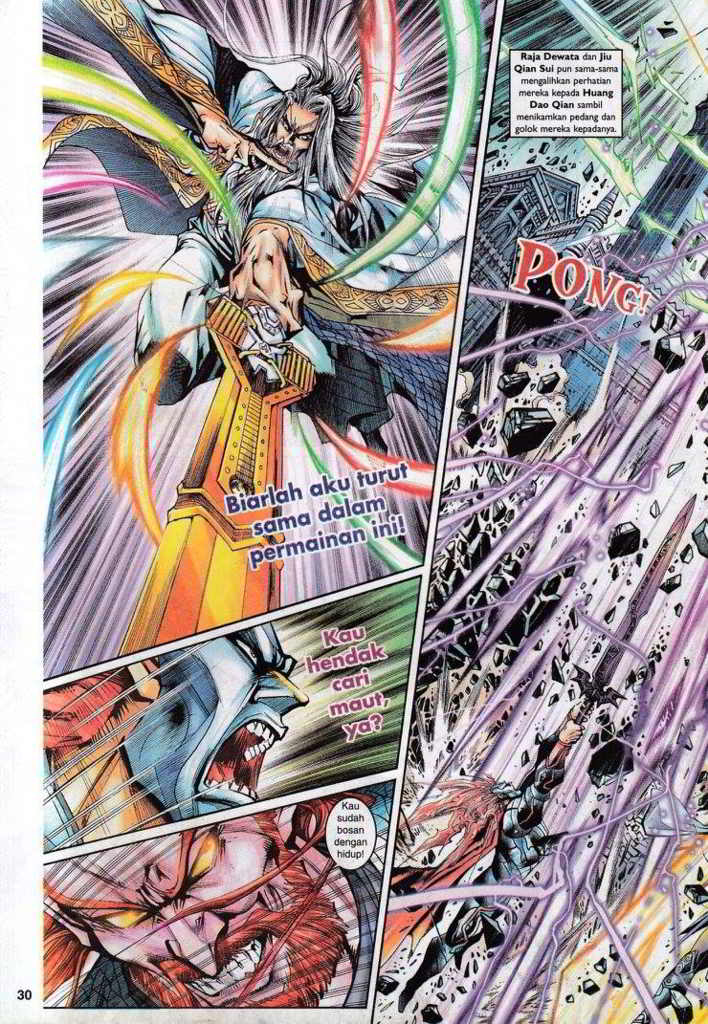 Biarlah aku turut
sama dalam
permainan ini!
Kau
hendak
cari
maut,
ya?
Kau
sudah
bosan
dengan
hidup!
Raja Dewata dan Jiu
Qian Sui pun sama-sama
mengalihkan perhatian
mereka kepada Huang
Dao Qian sambil
menikamkan pedang dan
golok mereka kepadanya.
PONG!
30